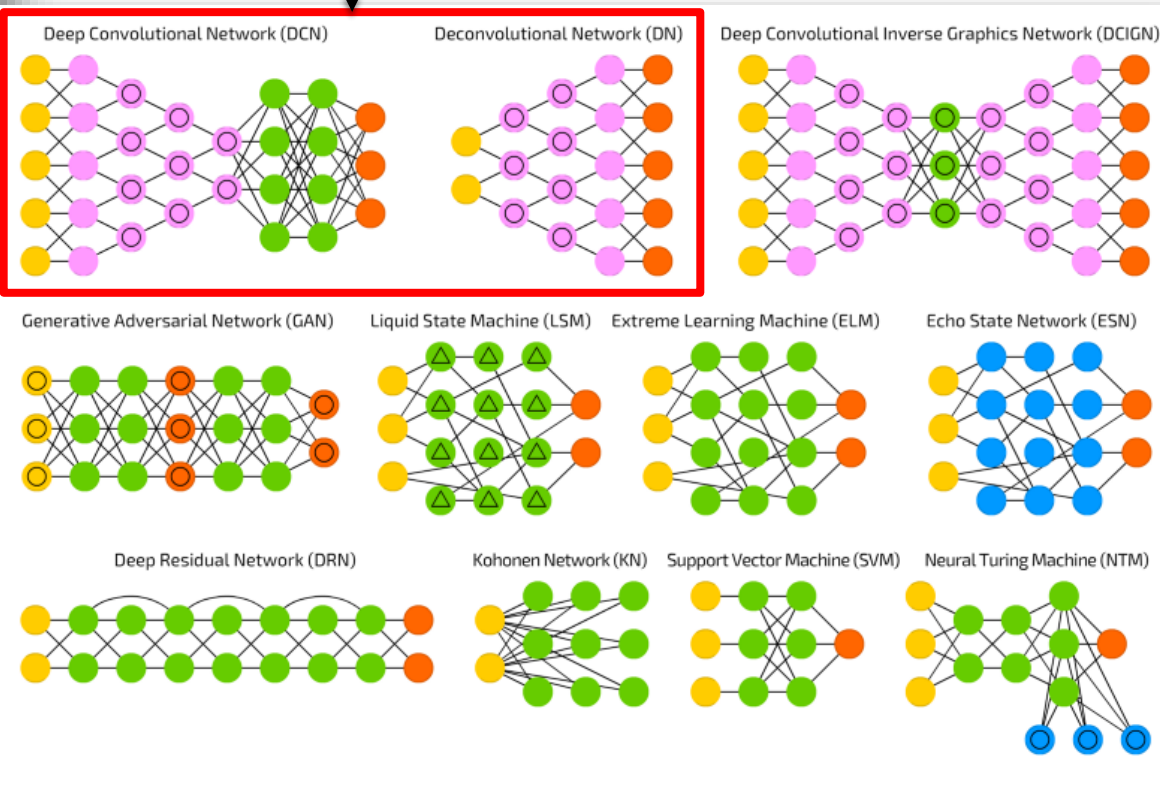 Deep Convolutional Network (DCN)
Deconvolutional Network (DN)
Deep Convolutional Inverse Graphics Network (DCIGN)
Generative Adversarial Network (GAN)
Liquid State Machine (LSM)
Extreme Learning Machine (ELM)
Echo State Network (ESN)
Deep Residual Network (DRN)
Kohonen Network (KN)
Support Vector Machine (SVM)
Neural Turing Machine (NTM)